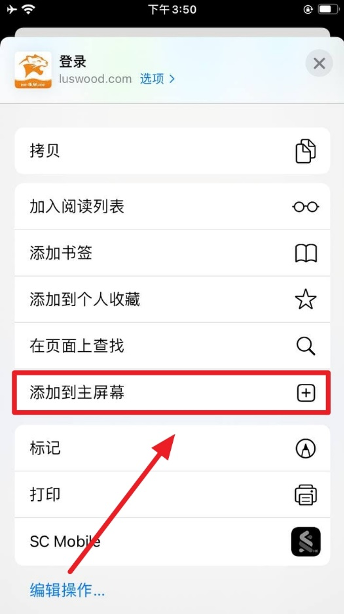 下午 3:50
登录
luswood.com 选项 >
拷贝
加入阅读列表
添加书签
添加到个人收藏
在页面上查找
添加到主屏幕
标记
打印
SC Mobile
编辑操作...